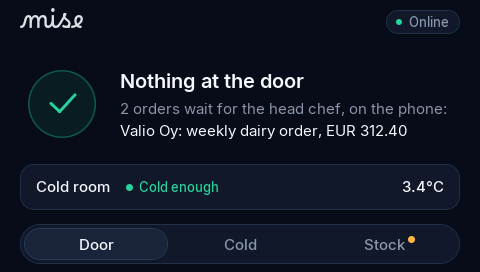 mise
Online
Nothing at the door
2 orders wait for the head chef, on the phone:
Valio Oy: weekly dairy order, EUR 312.40
Cold room Cold enough 3.4°C
Door Cold Stock